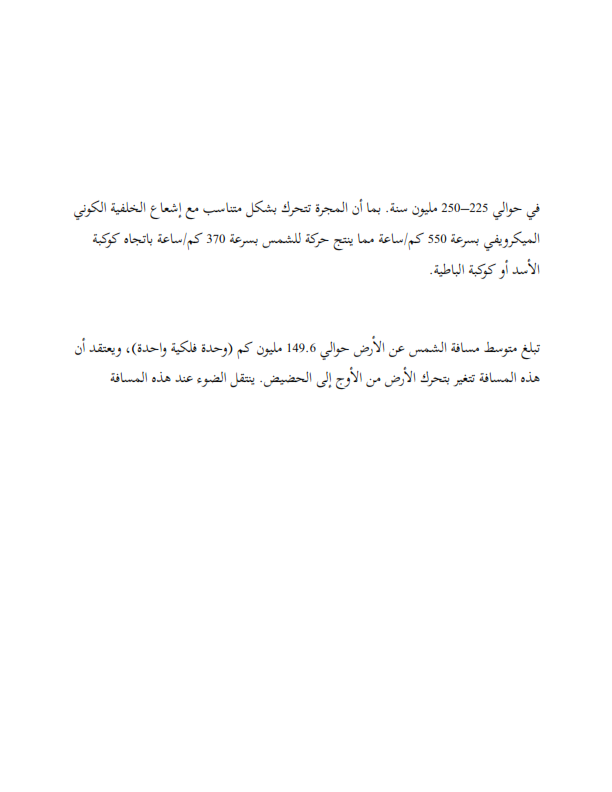 في حوالي 225–250 مليون سنة. بما أن المجرة تتحرك بشكل متناسب مع إشعاع الخلفية الكوني
الميكرويفي بسرعة 550 كم/ساعة مما ينتج حركة للشمس بسرعة 370 كم/ساعة باتجاه كوكبة
الأسد أو كوكبة الباطية.
تبلغ متوسط مسافة الشمس عن الأرض حوالي 149.6 مليون كم (وحدة فلكية واحدة)، ويعتقد أن
هذه المسافة تتغير بتحرك الأرض من الأوج إلى الحضيض. ينتقل الضوء عند هذه المسافة